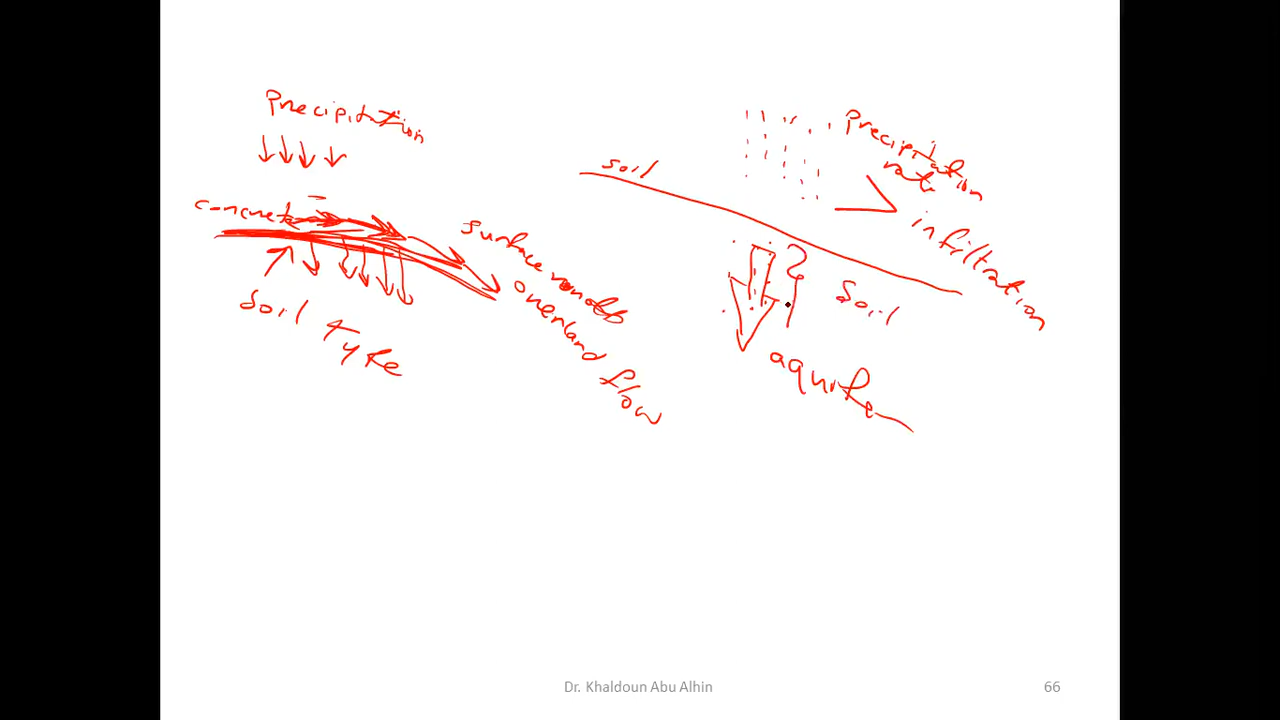 Precipitation
concrete
soil type
surface runoff
overland flow
soil
Precipitation
rate
>
infiltration
Soil
aquifer
Dr. Khaldoun Abu Alhin
66